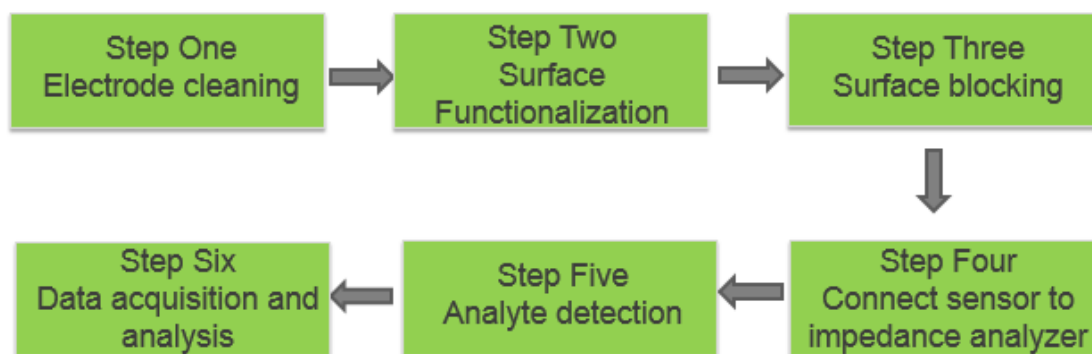 Step One
Electrode cleaning
Step Two
Surface
Functionalization
Step Three
Surface blocking
Step Four
Connect sensor to
impedance analyzer
Step Five
Analyte detection
Step Six
Data acquisition and
analysis